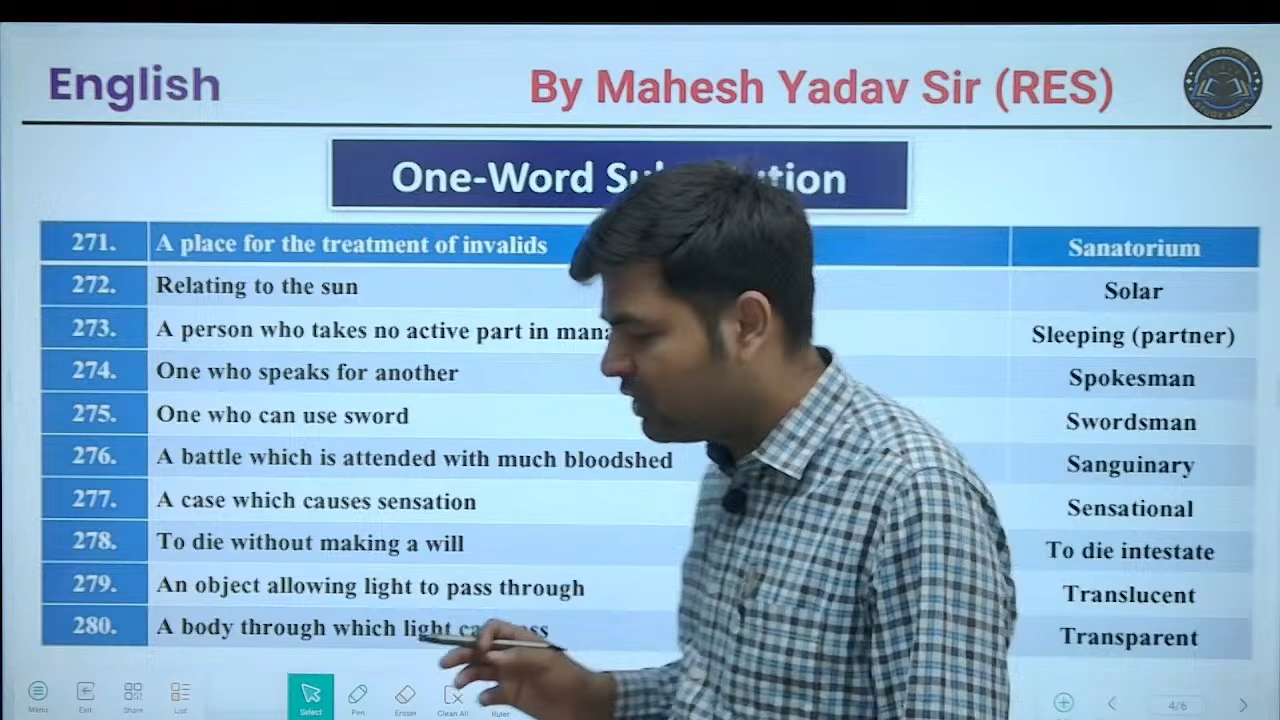 English
By Mahesh Yadav Sir (RES)
One-Word
271. A place for the treatment of invalids Sanatorium
272. Relating to the sun Solar
273. A person who takes no active part in Sleeping (partner)
274. One who speaks for another Spokesman
275. One who can use sword Swordsman
276. A battle which is attended with much bloodshed Sanguinary
277. A case which causes sensation Sensational
278. To die without making a will To die intestate
279. An object allowing light to pass through Translucent
280. A body through which light Transparent
Menu Exit Share List Select Pen Eraser Clean All Ruler 4/6